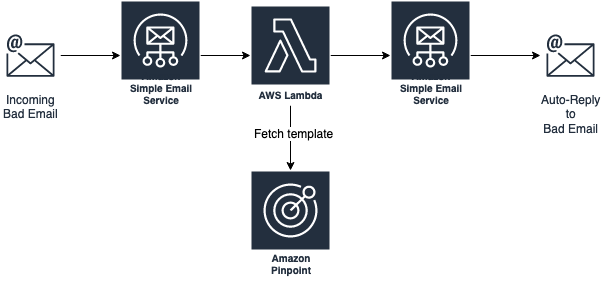 @
@
Incoming
Bad Email
Simple Email
Service
AWS Lambda
Simple Email
Service
Auto-Reply
to
Bad Email
Fetch template
Amazon
Pinpoint